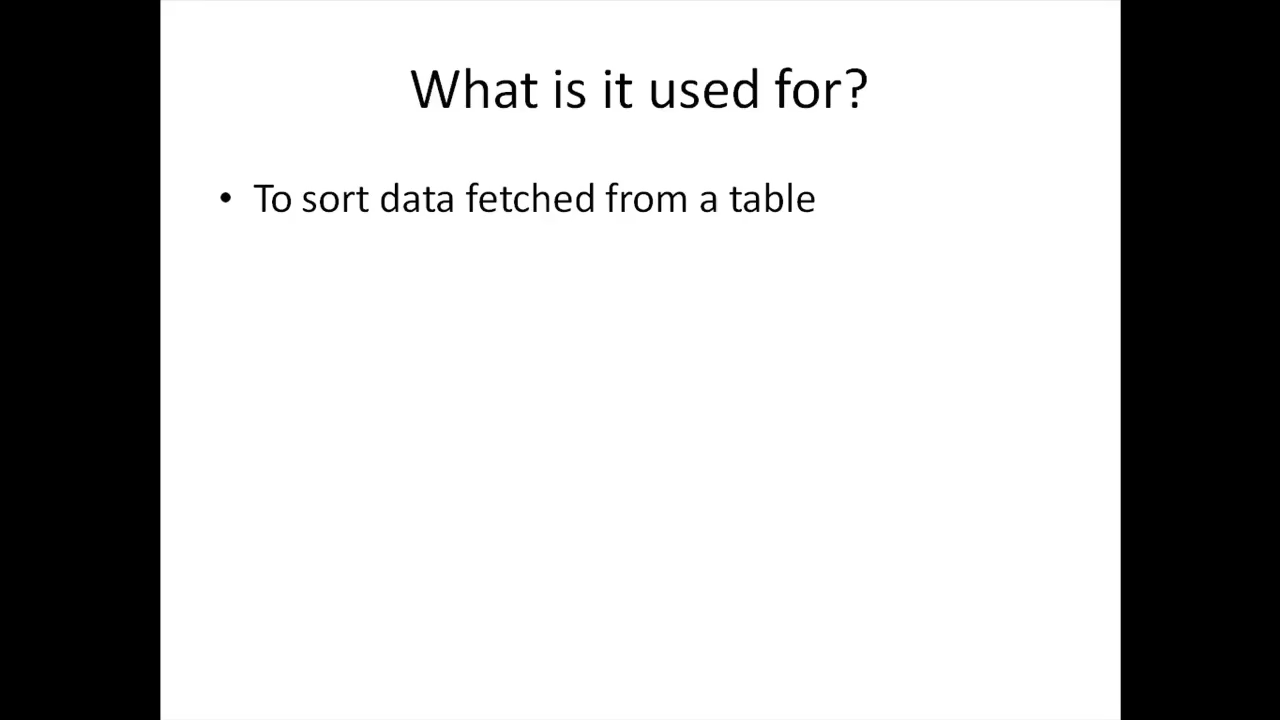 What is it used for?
• To sort data fetched from a table